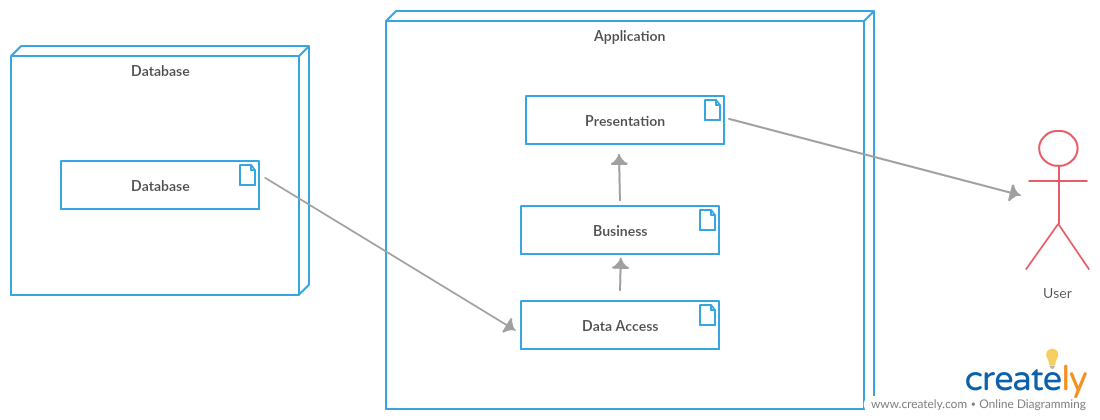 Application
Database
Presentation
Database
Business
User
Data Access
creately
www.creately.com • Online Diagramming